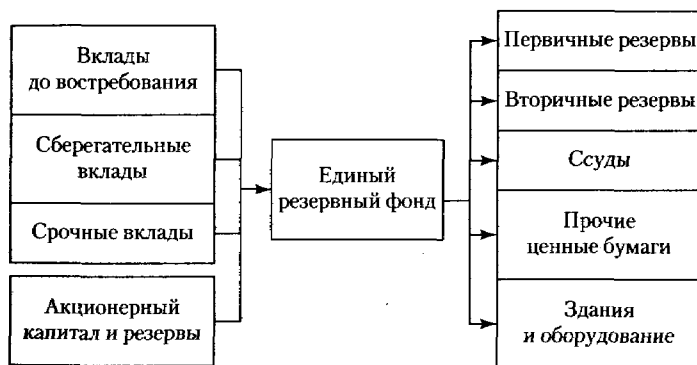 Вклады
до востребования
Сберегательные
вклады
Срочные вклады
Акционерный
капитал и резервы
Единый
резервный фонд
Первичные резервы
Вторичные резервы
Ссуды
Прочие
ценные бумаги
Здания
и оборудование